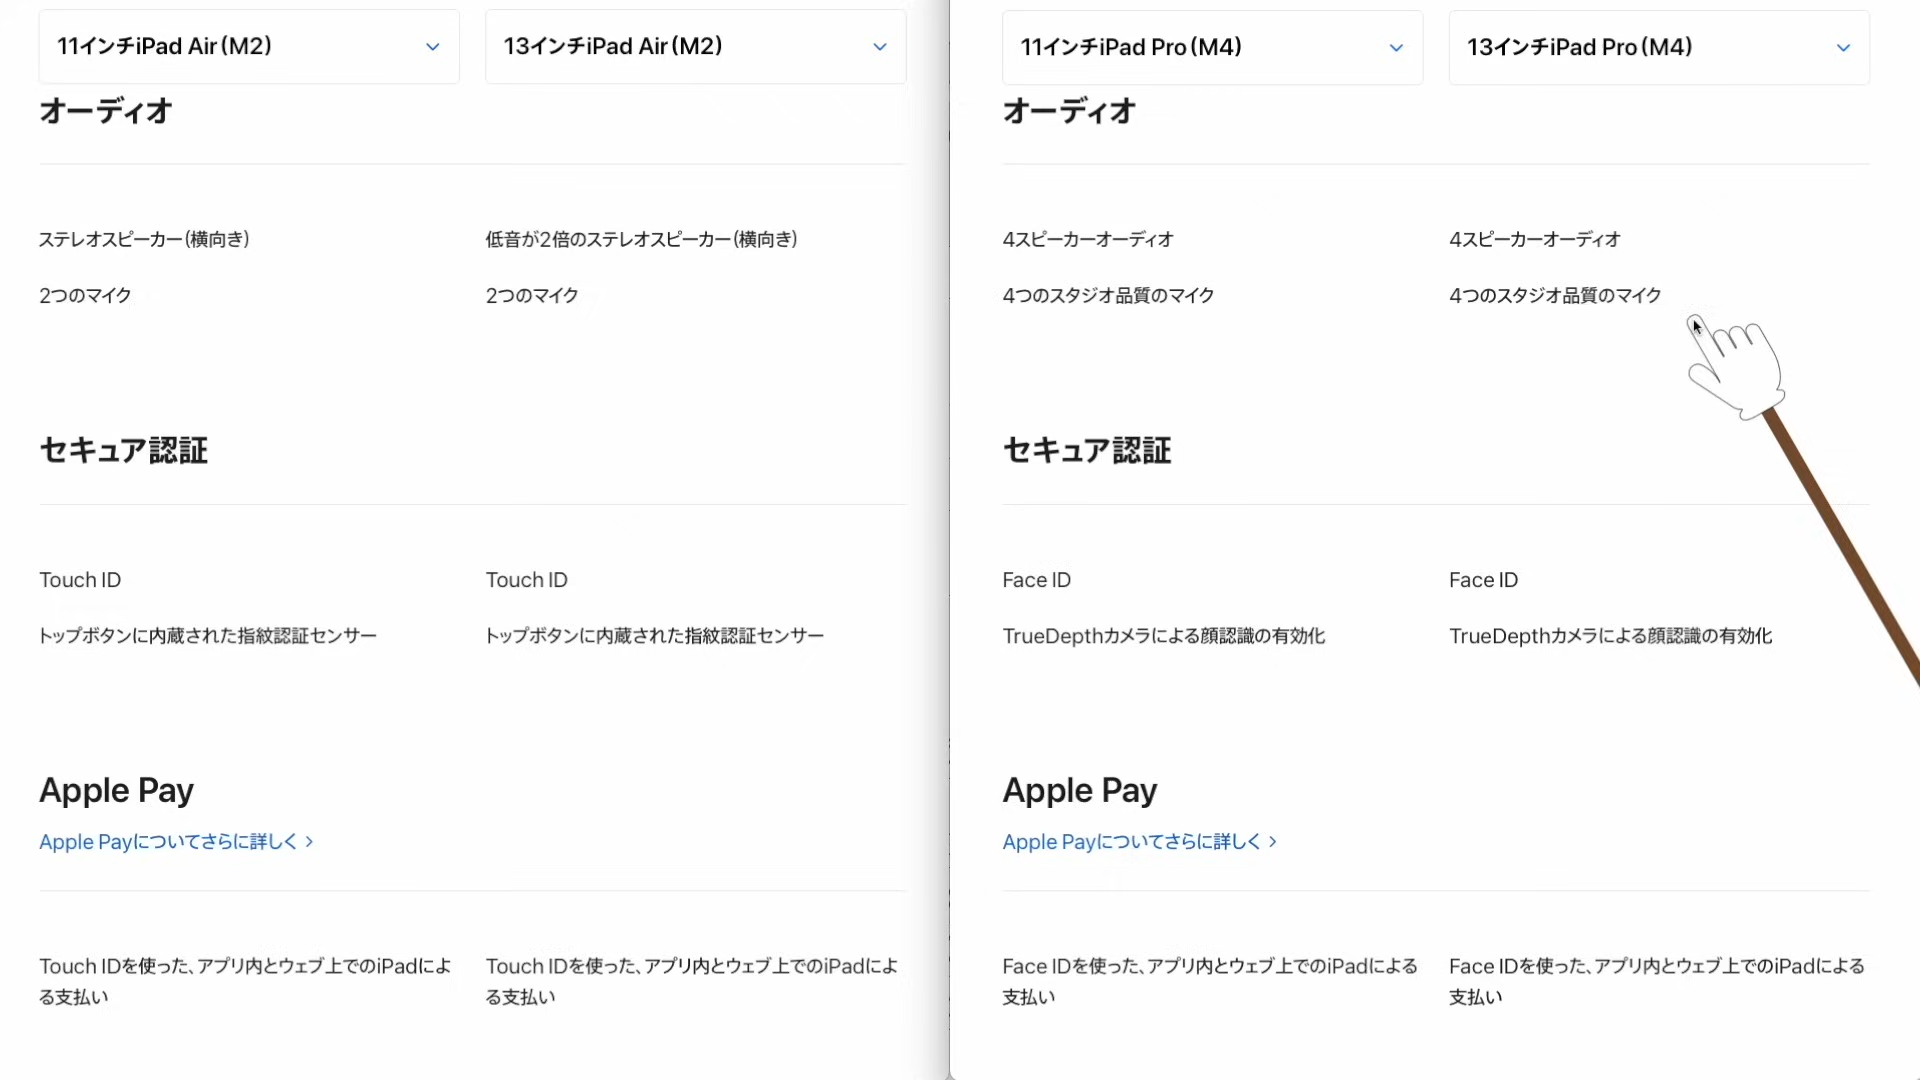 11インチiPad Air(M2)
13インチiPad Air(M2)
オーディオ
ステレオスピーカー(横向き)
低音が2倍のステレオスピーカー(横向き)
2つのマイク
2つのマイク
セキュア認証
Touch ID
Touch ID
トップボタンに内蔵された指紋認証センサー
トップボタンに内蔵された指紋認証センサー
Apple Pay
Apple Payについてさらに詳しく >
Touch IDを使った、アプリ内とウェブ上でのiPadによ
る支払い
Touch IDを使った、アプリ内とウェブ上でのiPadによ
る支払い
11インチiPad Pro(M4)
13インチiPad Pro(M4)
オーディオ
4スピーカーオーディオ
4スピーカーオーディオ
4つのスタジオ品質のマイク
4つのスタジオ品質のマイク
セキュア認証
Face ID
Face ID
TrueDepthカメラによる顔認識の有効化
TrueDepthカメラによる顔認識の有効化
Apple Pay
Apple Payについてさらに詳しく >
Face IDを使った、アプリ内とウェブ上でのiPadによる
支払い
Face IDを使った、アプリ内とウェブ上でのiPadによる
支払い